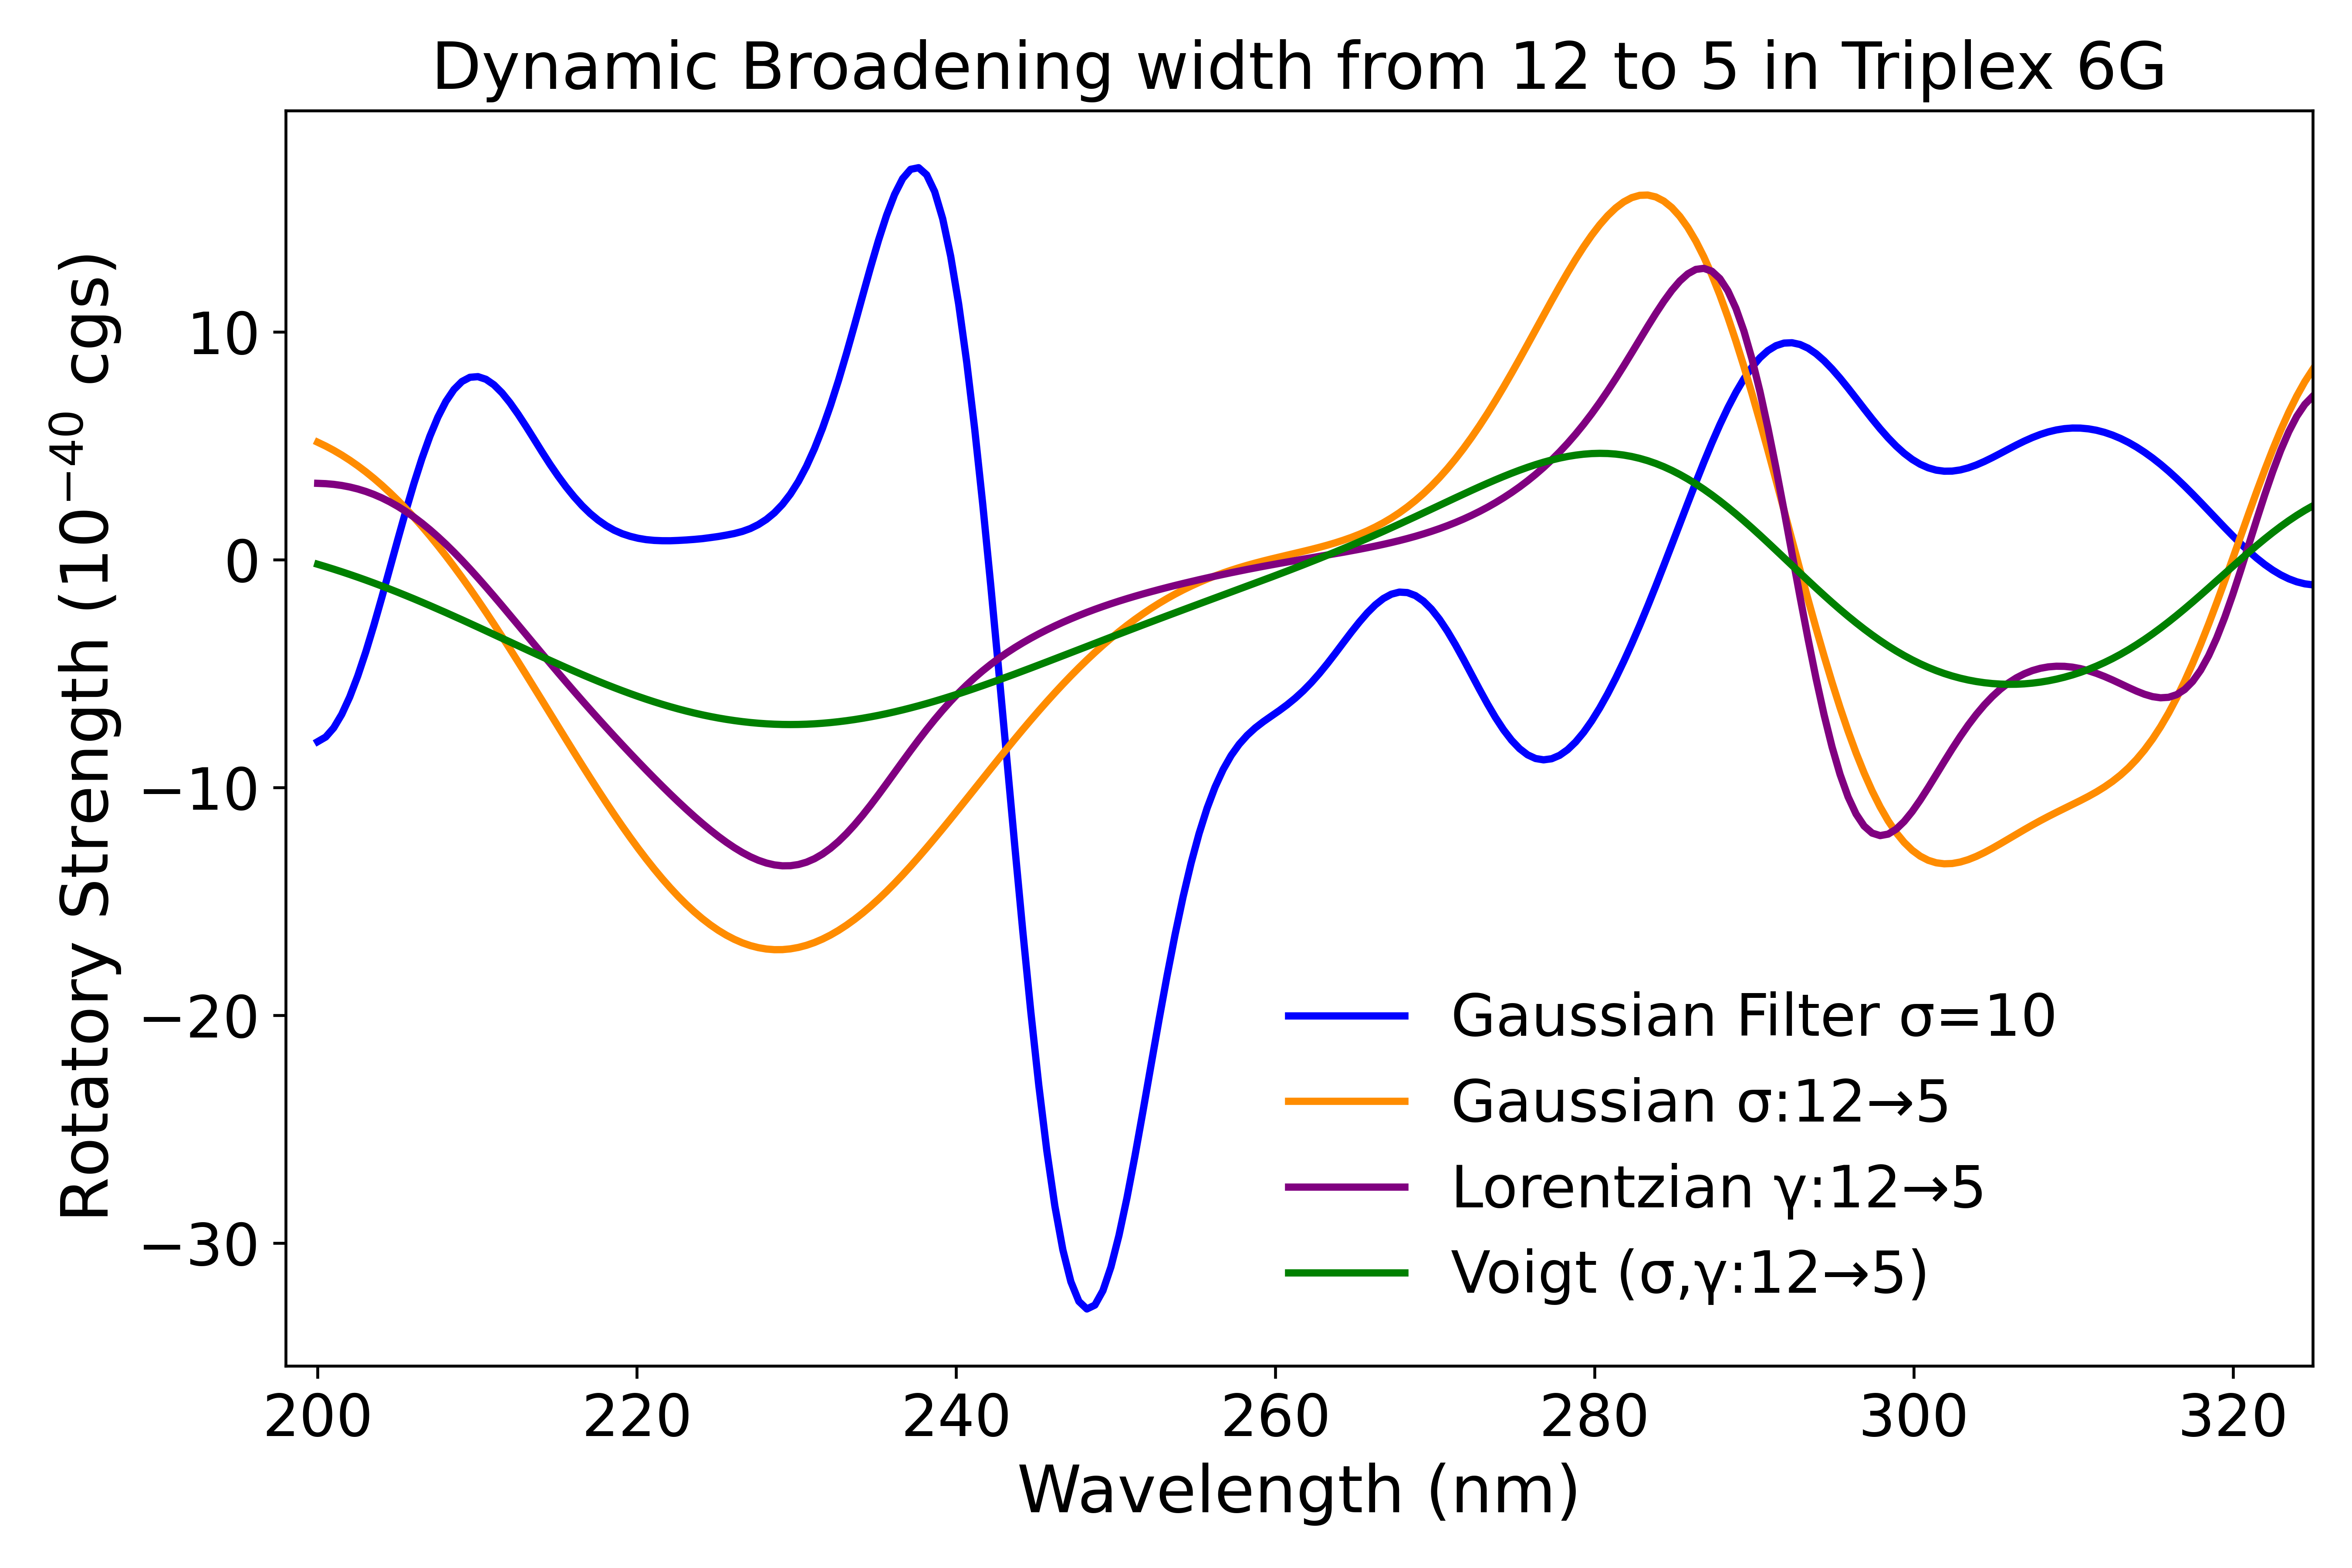 Dynamic Broadening width from 12 to 5 in Triplex 6G
Rotatory Strength (10⁻⁴⁰ cgs)
10
0
−10
−20
−30
Gaussian Filter σ=10
Gaussian σ:12→5
Lorentzian γ:12→5
Voigt (σ,γ:12→5)
200 220 240 260 280 300 320
Wavelength (nm)